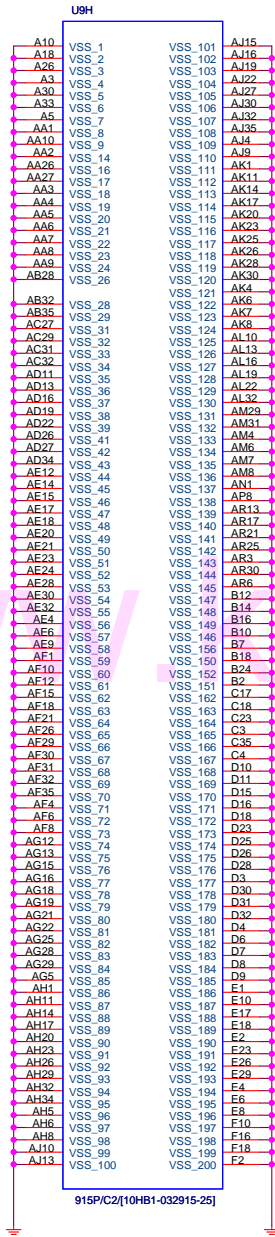 U9H
A10 VSS_1 VSS_101 AJ15
A18 VSS_2 VSS_102 AJ16
A26 VSS_3 VSS_103 AJ19
A3 VSS_4 VSS_104 AJ22
A30 VSS_5 VSS_105 AJ27
A33 VSS_6 VSS_106 AJ30
A5 VSS_7 VSS_107 AJ32
AA1 VSS_8 VSS_108 AJ35
AA10 VSS_9 VSS_109 AJ4
AA2 VSS_14 VSS_110 AJ9
AA26 VSS_16 VSS_111 AK1
AA27 VSS_17 VSS_112 AK11
AA3 VSS_18 VSS_113 AK14
AA4 VSS_19 VSS_114 AK17
AA5 VSS_20 VSS_115 AK20
AA6 VSS_21 VSS_116 AK23
AA7 VSS_22 VSS_117 AK25
AA8 VSS_23 VSS_118 AK26
AA9 VSS_24 VSS_119 AK28
AB28 VSS_26 VSS_120 AK30
VSS_121 AK4
AB32 VSS_28 VSS_122 AK6
AB35 VSS_29 VSS_123 AK7
AC27 VSS_31 VSS_124 AK8
AC29 VSS_32 VSS_125 AL10
AC31 VSS_33 VSS_126 AL13
AC32 VSS_34 VSS_127 AL16
AD11 VSS_35 VSS_128 AL19
AD13 VSS_36 VSS_129 AL22
AD16 VSS_37 VSS_130 AL32
AD19 VSS_38 VSS_131 AM29
AD22 VSS_39 VSS_132 AM31
AD26 VSS_41 VSS_133 AM4
AD27 VSS_42 VSS_134 AM6
AD34 VSS_43 VSS_135 AM7
AE12 VSS_44 VSS_136 AM8
AE14 VSS_45 VSS_137 AN1
AE15 VSS_46 VSS_138 AP8
AE17 VSS_47 VSS_139 AR13
AE18 VSS_48 VSS_140 AR17
AE20 VSS_49 VSS_141 AR21
AE21 VSS_50 VSS_142 AR25
AE23 VSS_51 VSS_143 AR3
AE24 VSS_52 VSS_144 AR30
AE28 VSS_53 VSS_145 AR6
AE30 VSS_54 VSS_147 B12
AE32 VSS_55 VSS_148 B14
AE4 VSS_56 VSS_149 B16
AE6 VSS_57 VSS_146 B10
AE9 VSS_58 VSS_156 B7
AF1 VSS_59 VSS_150 B18
AF10 VSS_60 VSS_152 B24
AF12 VSS_61 VSS_151 B2
AF15 VSS_62 VSS_162 C17
AF18 VSS_63 VSS_163 C18
AF21 VSS_64 VSS_164 C23
AF26 VSS_65 VSS_165 C3
AF29 VSS_66 VSS_166 C35
AF30 VSS_67 VSS_167 C4
AF31 VSS_68 VSS_168 D10
AF32 VSS_69 VSS_169 D11
AF35 VSS_70 VSS_170 D15
AF4 VSS_71 VSS_171 D16
AF6 VSS_72 VSS_172 D18
AF8 VSS_73 VSS_173 D23
AG12 VSS_74 VSS_174 D25
AG13 VSS_75 VSS_175 D26
AG15 VSS_76 VSS_176 D28
AG16 VSS_77 VSS_177 D3
AG18 VSS_78 VSS_178 D30
AG19 VSS_79 VSS_179 D31
AG21 VSS_80 VSS_180 D32
AG22 VSS_81 VSS_181 D4
AG25 VSS_82 VSS_182 D6
AG28 VSS_83 VSS_183 D7
AG29 VSS_84 VSS_184 D8
AG5 VSS_85 VSS_185 D9
AH1 VSS_86 VSS_186 E1
AH11 VSS_87 VSS_187 E10
AH14 VSS_88 VSS_188 E17
AH17 VSS_89 VSS_189 E18
AH20 VSS_90 VSS_190 E2
AH23 VSS_91 VSS_191 E23
AH26 VSS_92 VSS_192 E26
AH29 VSS_93 VSS_193 E29
AH32 VSS_94 VSS_194 E4
AH34 VSS_95 VSS_195 E6
AH5 VSS_96 VSS_196 E8
AH6 VSS_97 VSS_197 F10
AH8 VSS_98 VSS_198 F16
AJ10 VSS_99 VSS_199 F18
AJ13 VSS_100 VSS_200 F2
915P/C2/[10HB1-032915-25]